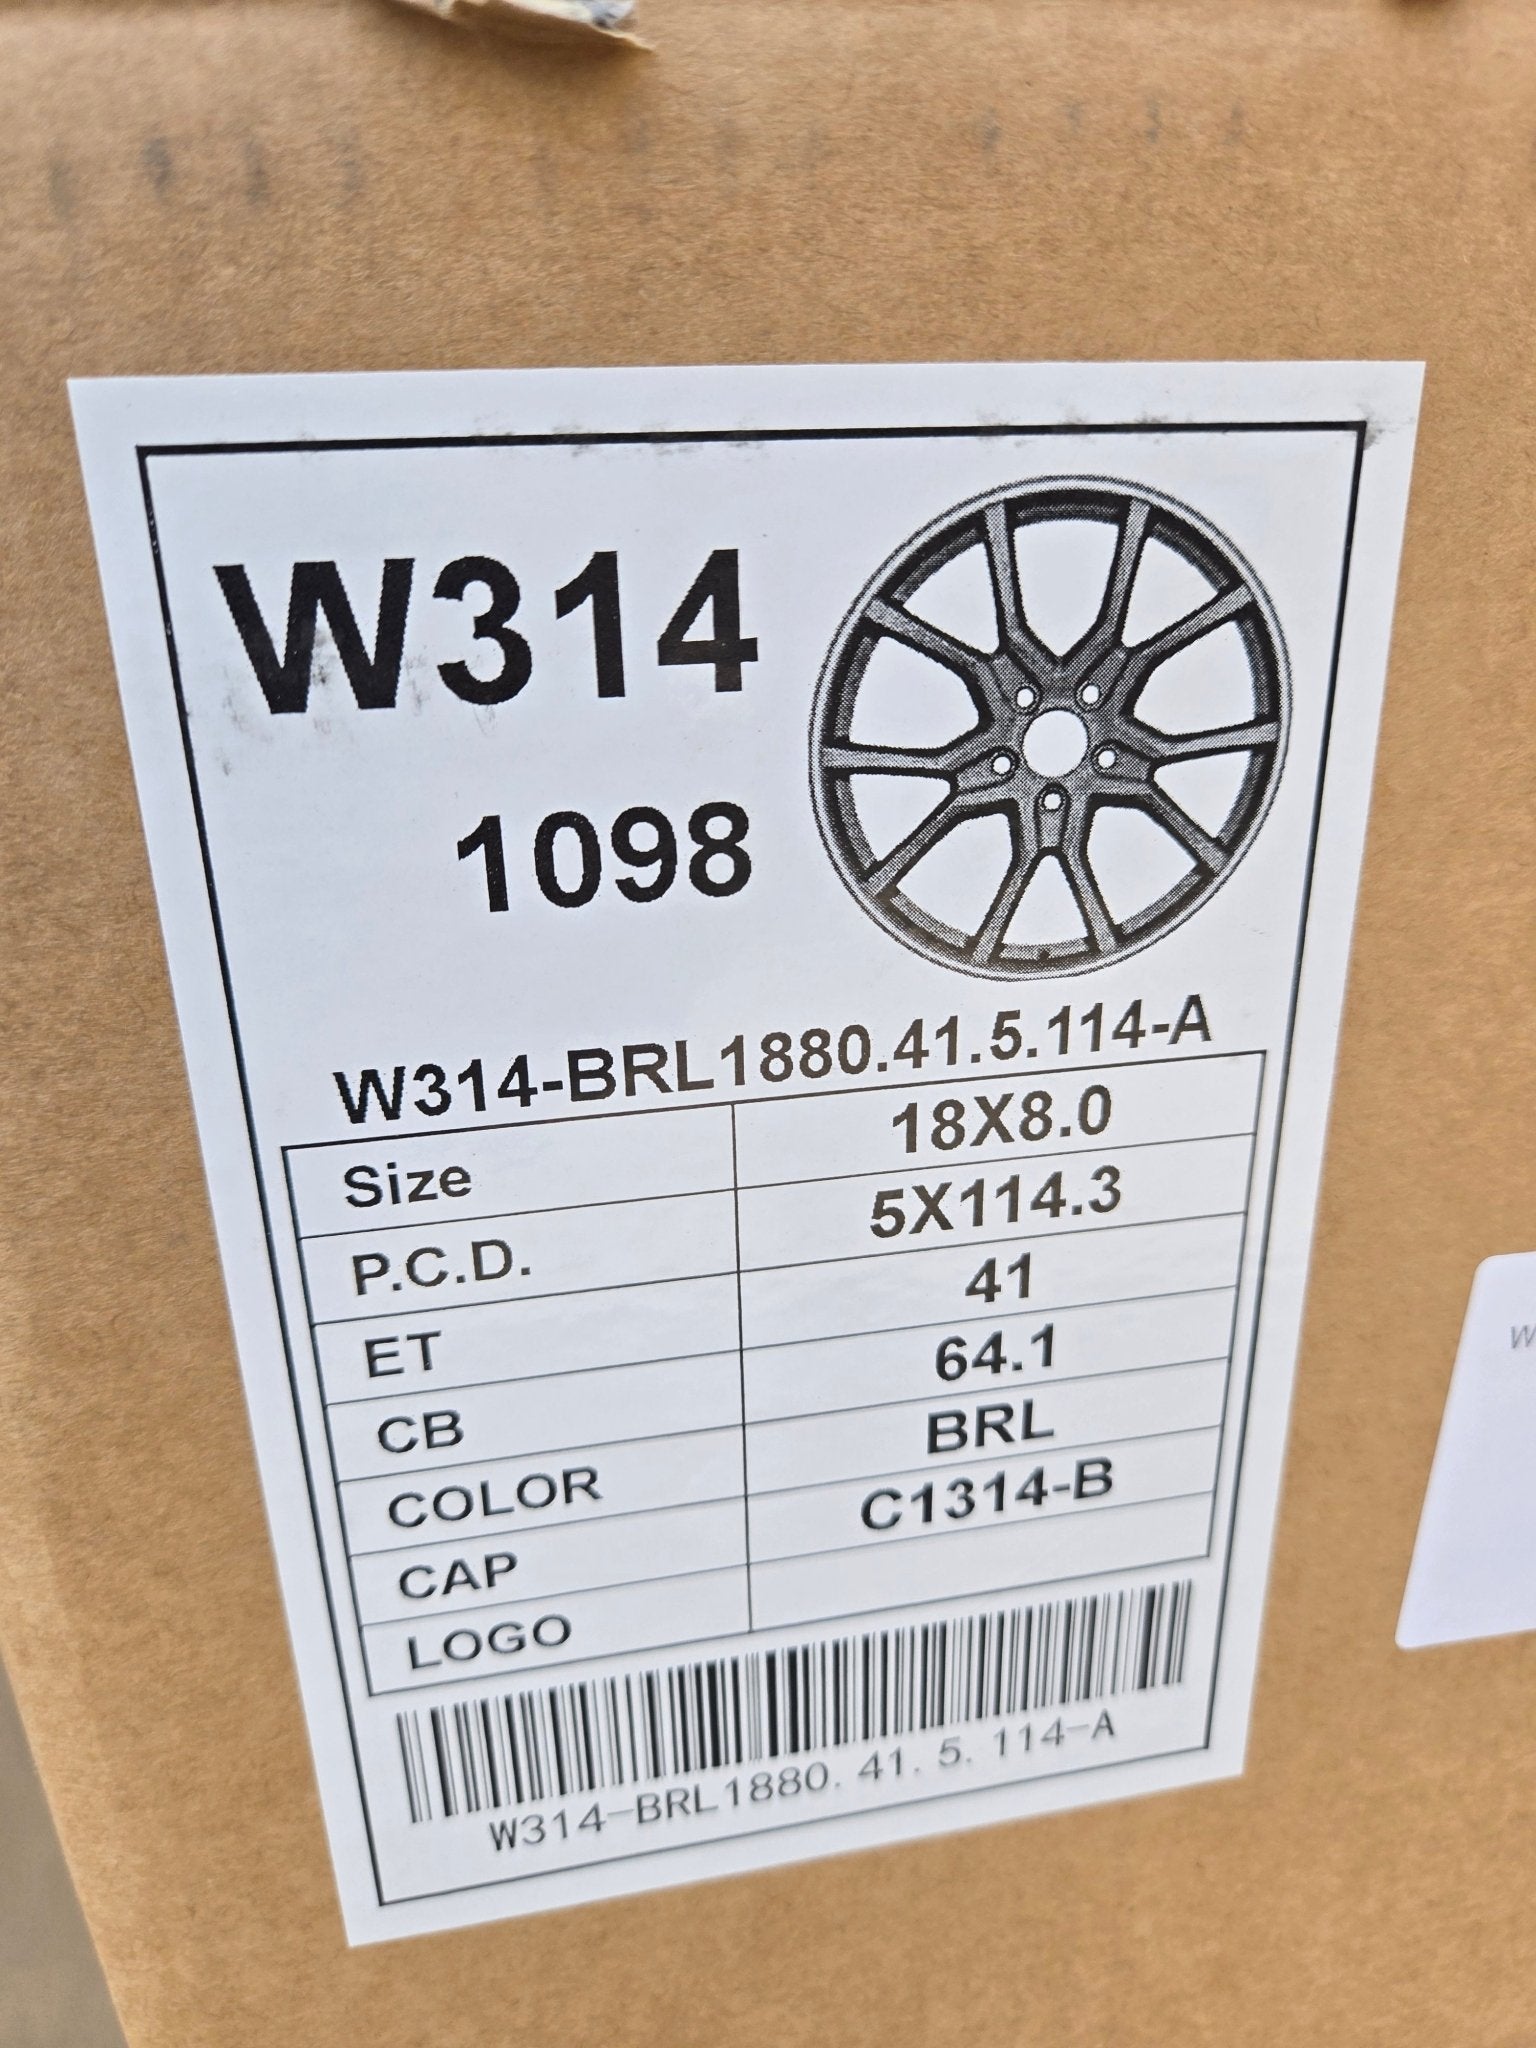 W314
1098
W314-BRL1880.41.5.114-A
Size 18X8.0
P.C.D. 5X114.3
ET 41
CB 64.1
COLOR BRL
CAP C1314-B
LOGO
W314-BRL1880.41.5.114-A